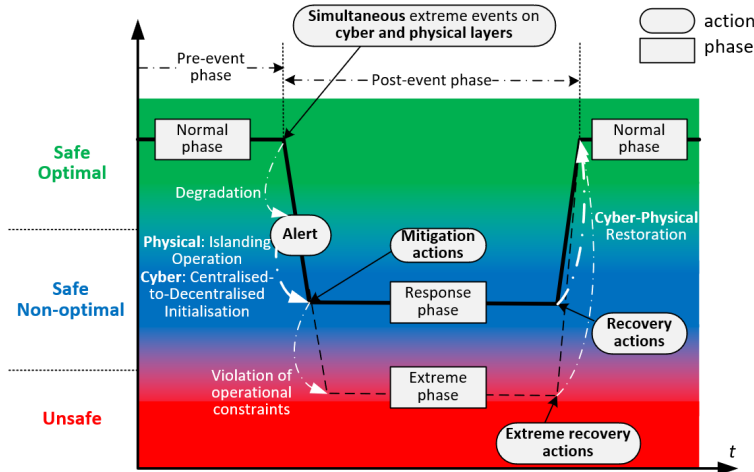 Simultaneous extreme events on
cyber and physical layers
action
phase
Pre-event
phase
Post-event phase
Normal
phase
Normal
phase
Safe
Optimal
Degradation
Alert
Physical: Islanding
Operation
Cyber: Centralised-
to-Decentralised
Initialisation
Mitigation
actions
Cyber-Physical
Restoration
Safe
Non-optimal
Response
phase
Recovery
actions
Violation of
operational
constraints
Extreme
phase
Unsafe
Extreme recovery
actions
t